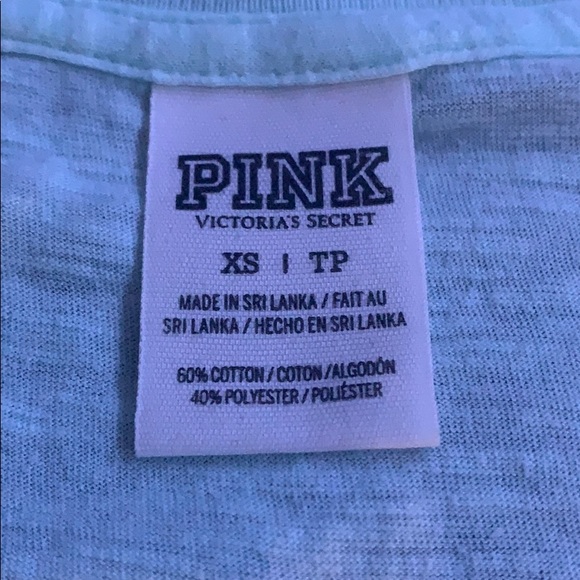 PINK
VICTORIA'S SECRET
XS | TP
MADE IN SRI LANKA / FAIT AU
SRI LANKA / HECHO EN SRI LANKA
60% COTTON / COTON / ALGODÓN
40% POLYESTER / POLIÉSTER